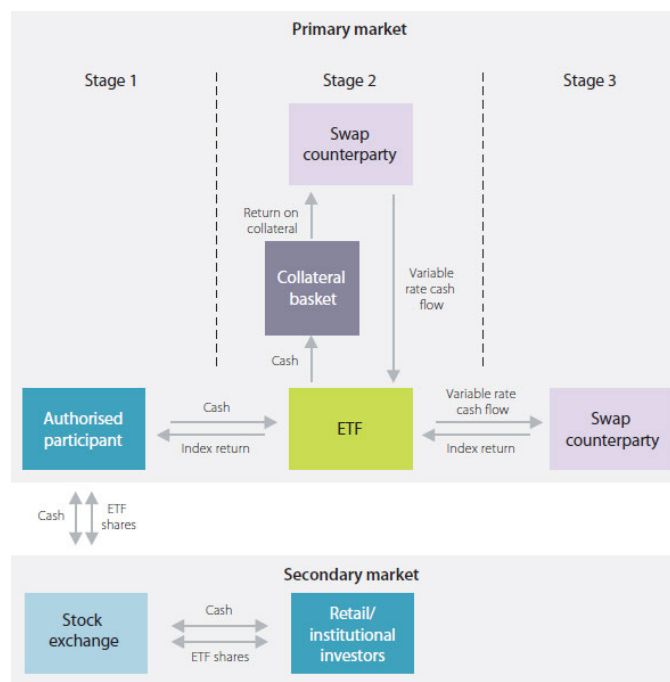 Primary market
Stage 1
Stage 2
Stage 3
Swap
counterparty
Return on
collateral
Collateral
basket
Variable
rate cash
flow
Cash
Authorised
participant
Cash
Index return
ETF
Variable rate
cash flow
Index return
Swap
counterparty
Cash
ETF
shares
Secondary market
Stock
exchange
Cash
ETF shares
Retail/
institutional
investors